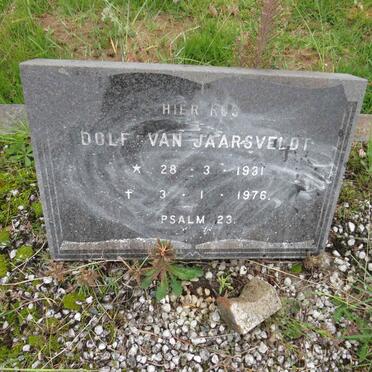 HIER RUS
DOLF VAN JAARSVELDT
★ 28 - 3 - 1931
✝ 3 - 1 - 1976.
PSALM 23.